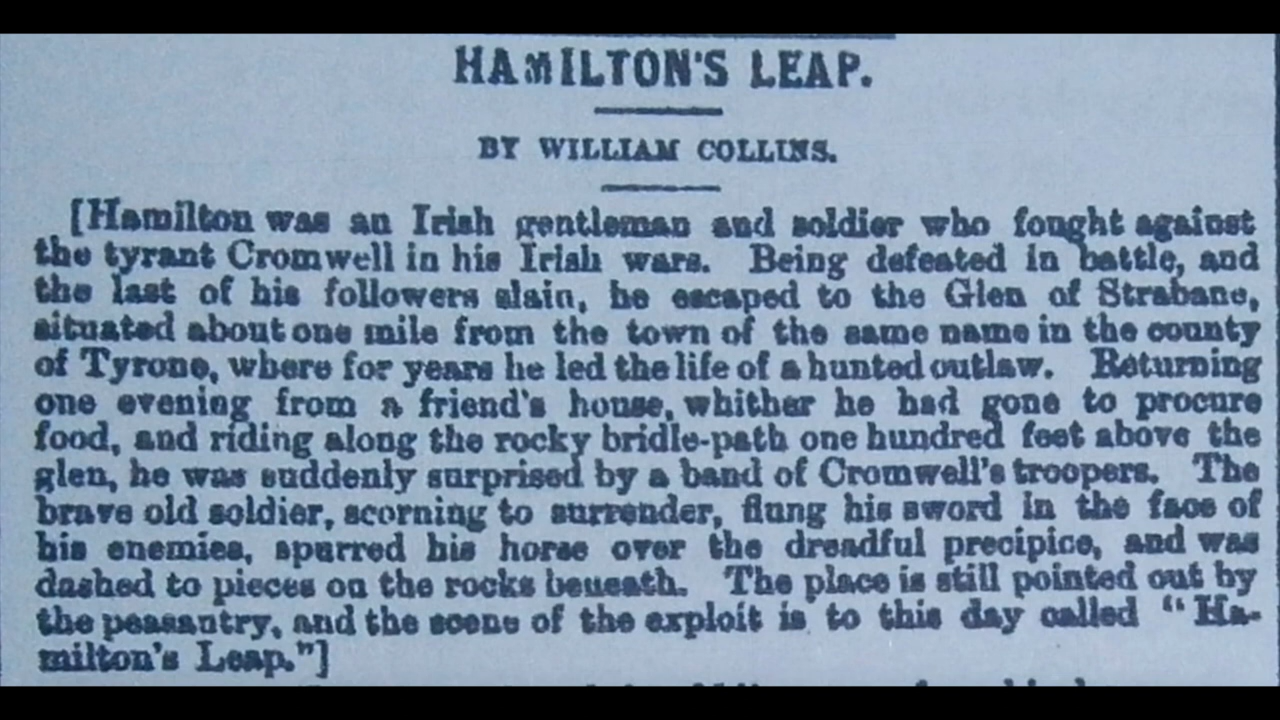 HAMILTON'S LEAP.
BY WILLIAM COLLINS.
[Hamilton was an Irish gentleman and soldier who fought against
the tyrant Cromwell in his Irish wars. Being defeated in battle, and
the last of his followers slain, he escaped to the Glen of Strabane,
situated about one mile from the town of the same name in the county
of Tyrone, where for years he led the life of a hunted outlaw. Returning
one evening from a friend's house, whither he had gone to procure
food, and riding along the rocky bridle-path one hundred feet above the
glen, he was suddenly surprised by a band of Cromwell's troopers. The
brave old soldier, scorning to surrender, flung his sword in the face of
his enemies, spurred his horse over the dreadful precipice, and was
dashed to pieces on the rocks beneath. The place is still pointed out by
the peasantry, and the scene of the exploit is to this day called "Ha-
milton's Leap."]